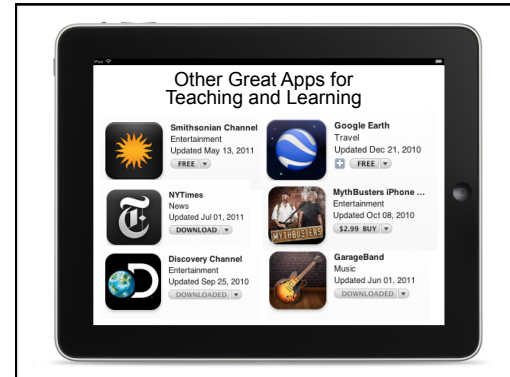 iPad
Other Great Apps for
Teaching and Learning
Smithsonian Channel
Entertainment
Updated May 13, 2011
FREE
Google Earth
Travel
Updated Dec 21, 2010
FREE
NYTimes
News
Updated Jul 01, 2011
DOWNLOAD
MythBusters iPhone ...
Entertainment
Updated Oct 08, 2010
$2.99 BUY
MYTHBUSTERS
Discovery Channel
Entertainment
Updated Sep 25, 2010
DOWNLOADED
GarageBand
Music
Updated Jun 01, 2011
DOWNLOADED